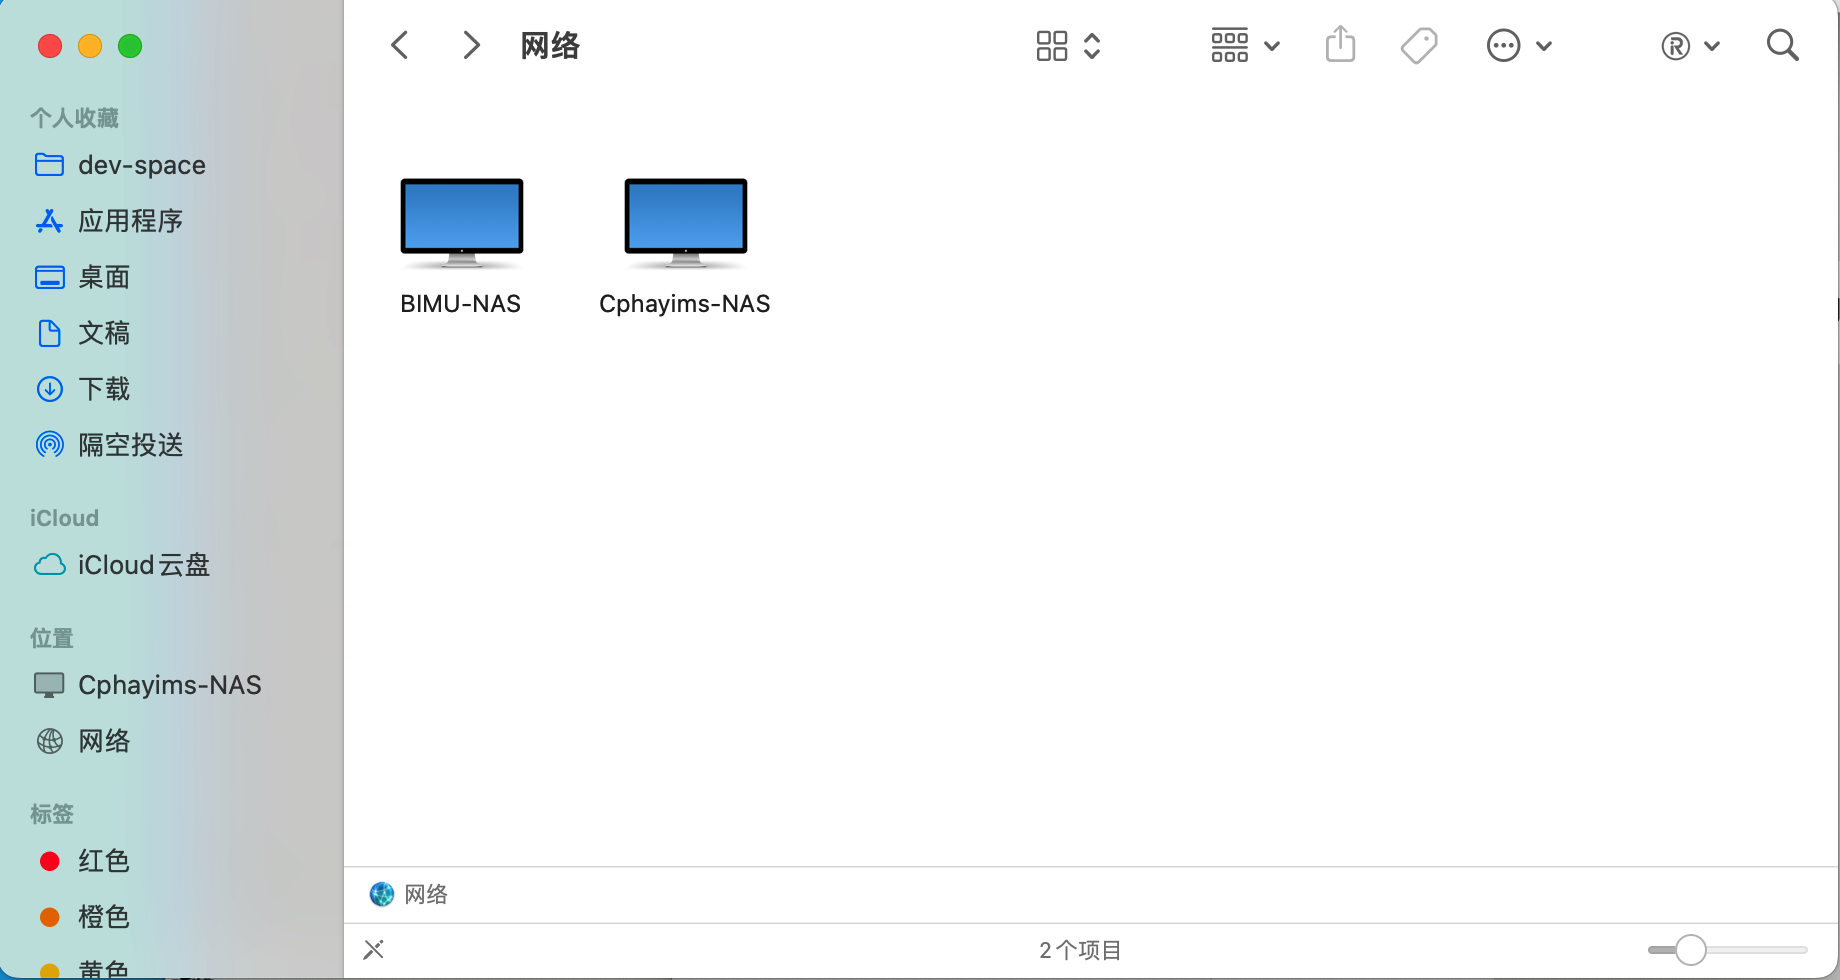 网络
个人收藏
dev-space
应用程序
桌面
文稿
下载
隔空投送
iCloud
iCloud云盘
位置
Cphayims-NAS
网络
标签
红色
橙色
黄色
BIMU-NAS
Cphayims-NAS
网络
2个项目